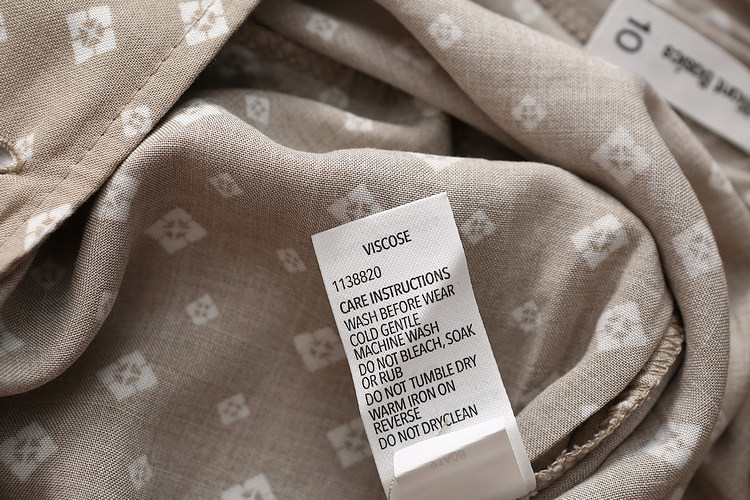 10
VISCOSE
1138820
CARE INSTRUCTIONS
WASH BEFORE WEAR
COLD GENTLE
MACHINE WASH
DO NOT BLEACH, SOAK
OR RUB
DO NOT TUMBLE DRY
WARM IRON ON
REVERSE
DO NOT DRYCLEAN